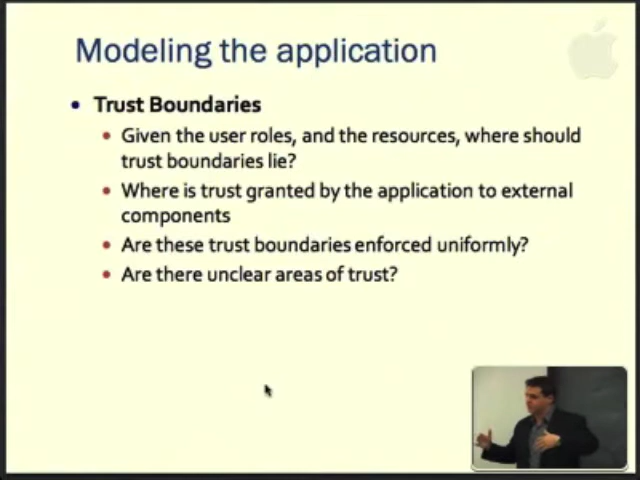 Modeling the application
• Trust Boundaries
• Given the user roles, and the resources, where should
trust boundaries lie?
• Where is trust granted by the application to external
components
• Are these trust boundaries enforced uniformly?
• Are there unclear areas of trust?